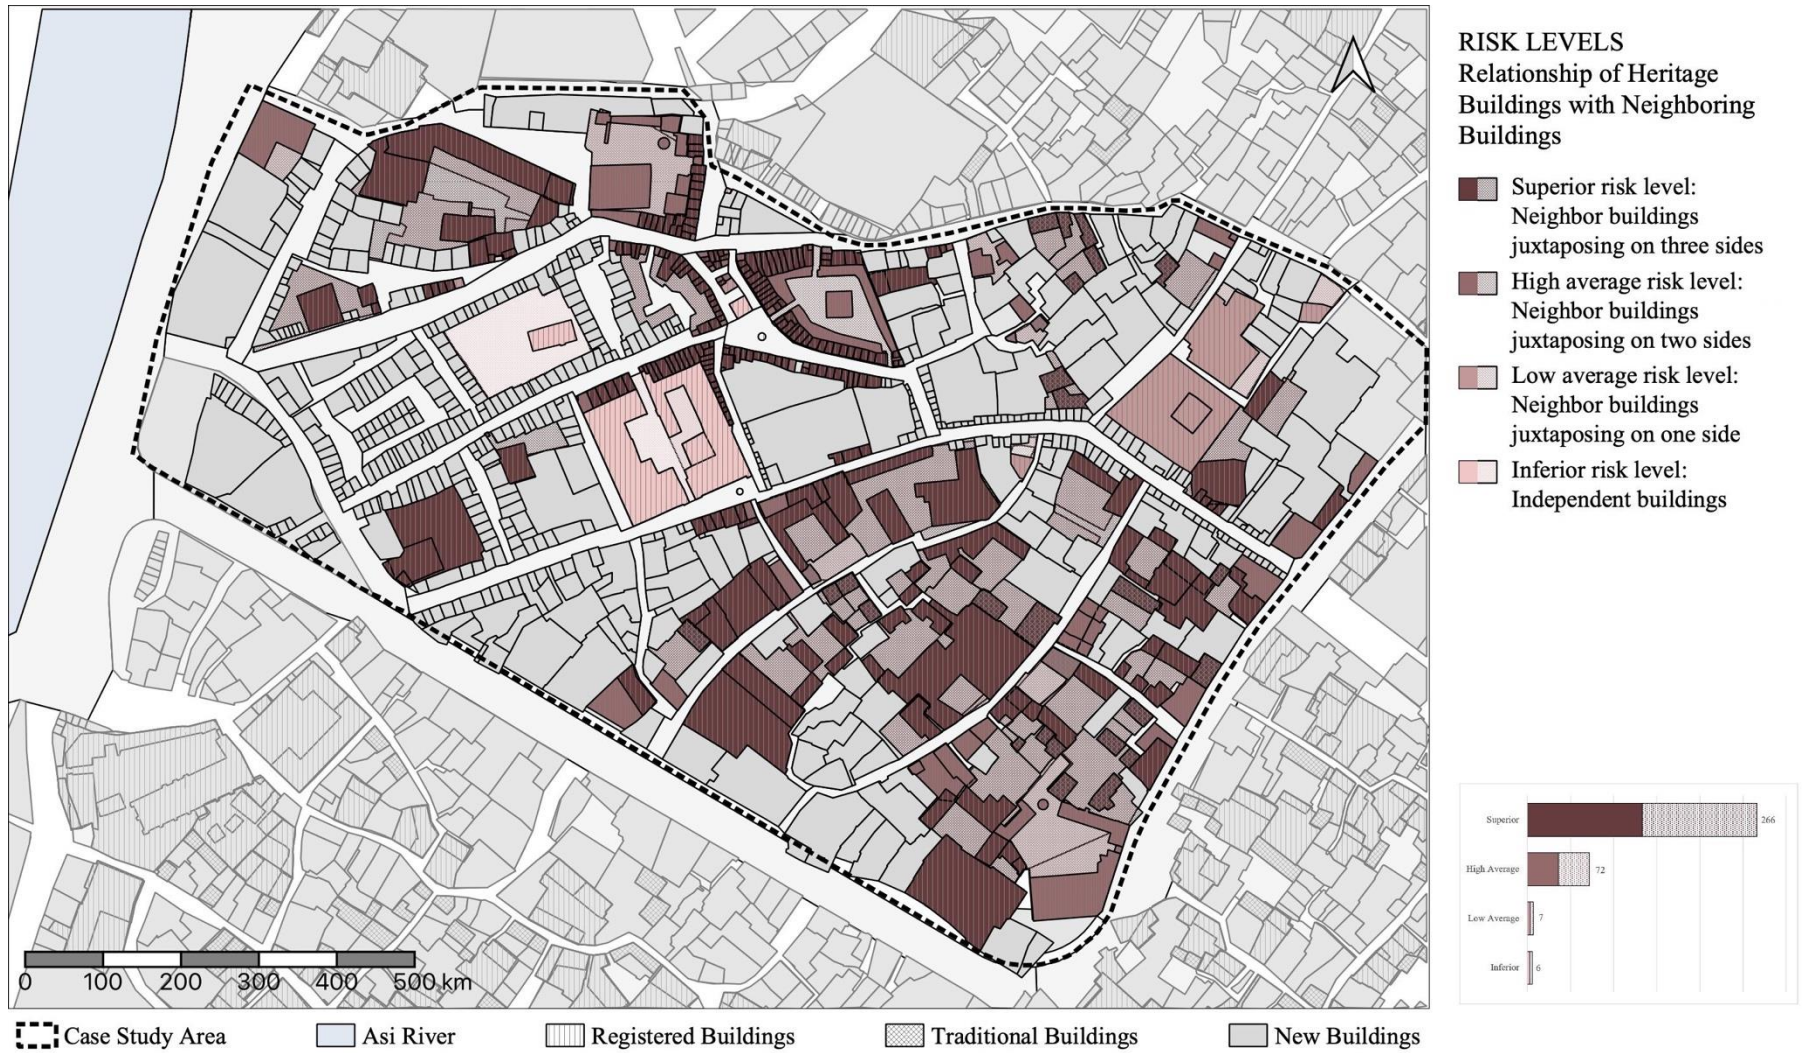 RISK LEVELS
Relationship of Heritage
Buildings with Neighboring
Buildings
Superior risk level:
Neighbor buildings
juxtaposing on three sides
High average risk level:
Neighbor buildings
juxtaposing on two sides
Low average risk level:
Neighbor buildings
juxtaposing on one side
Inferior risk level:
Independent buildings
Superior 266
High Average 72
Low Average 7
Inferior 6
0 100 200 300 400 500 km
Case Study Area Asi River Registered Buildings Traditional Buildings New Buildings